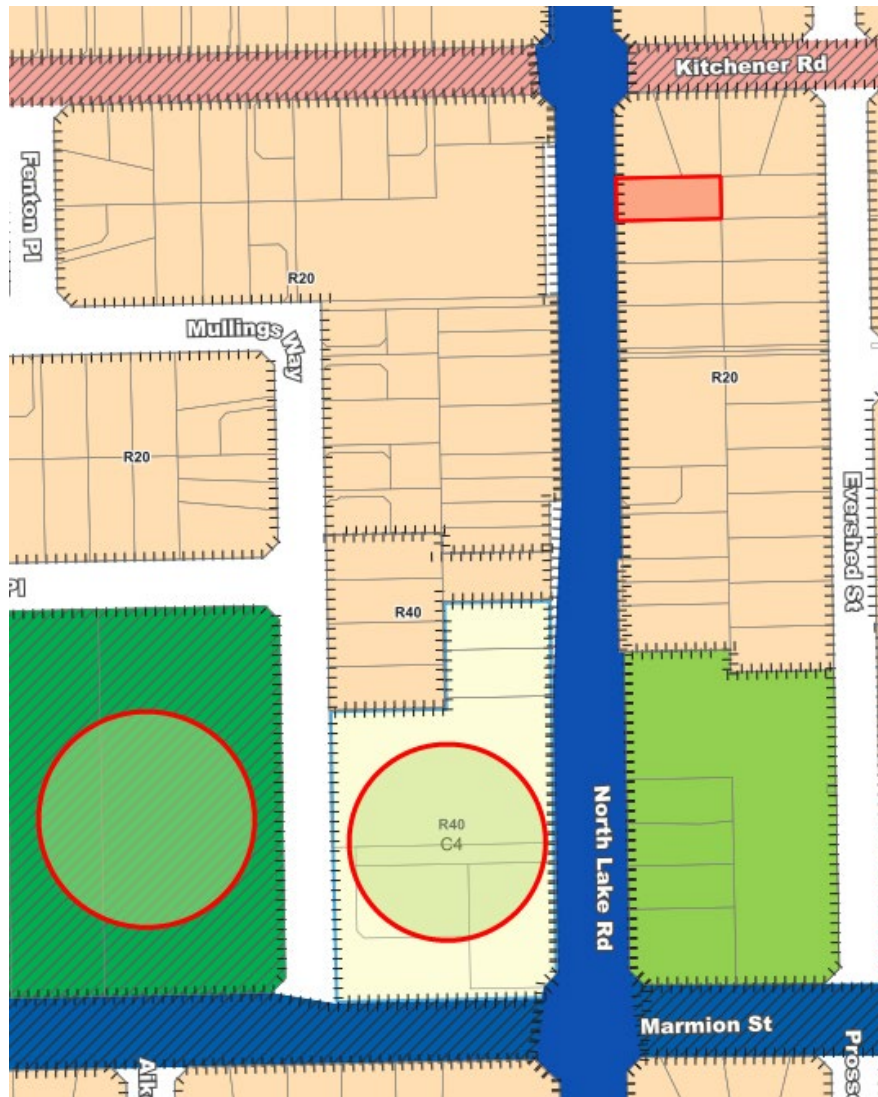 Kitchener Rd
Fenton Pl
R20
Mullings Way
R20
R20
Evershed St
Pl
R40
R40
C4
North Lake Rd
Marmion St
Aik
Pross